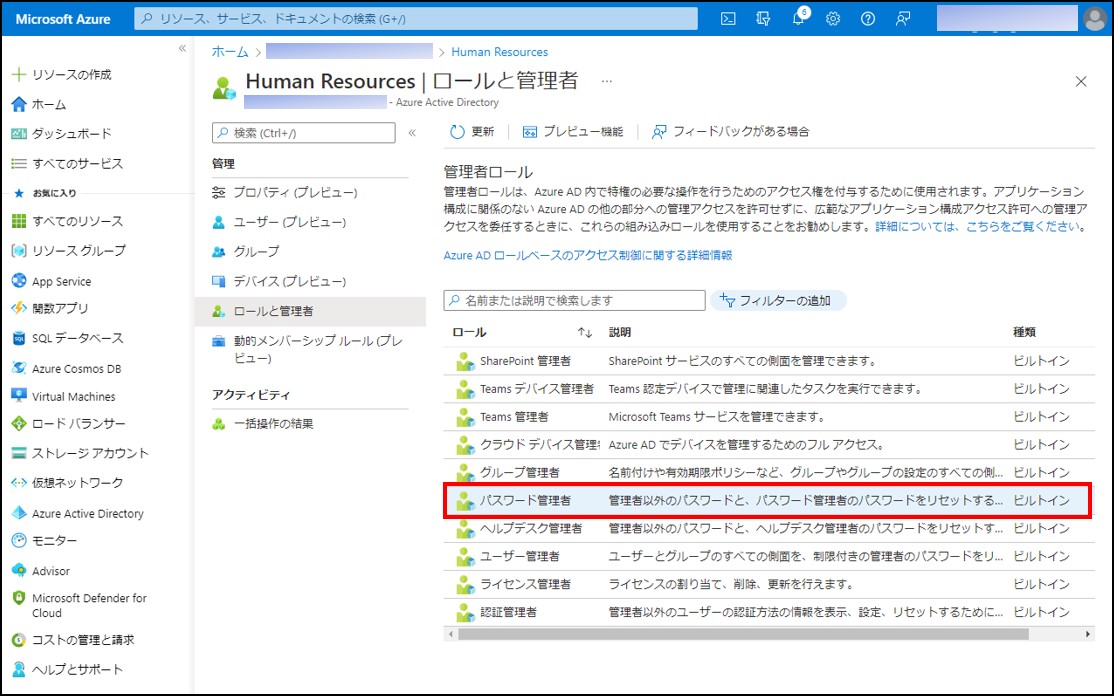 Microsoft Azure
リソース、サービス、ドキュメントの検索 (G+/)
6
ホーム > > Human Resources
Human Resources | ロールと管理者 …
- Azure Active Directory
«
リソースの作成
ホーム
ダッシュボード
すべてのサービス
お気に入り
すべてのリソース
リソース グループ
App Service
関数アプリ
SQL データベース
Azure Cosmos DB
Virtual Machines
ロード バランサー
ストレージ アカウント
仮想ネットワーク
Azure Active Directory
モニター
Advisor
Microsoft Defender for
Cloud
コストの管理と請求
ヘルプとサポート
検索 (Ctrl+/)
«
管理
プロパティ (プレビュー)
ユーザー (プレビュー)
グループ
デバイス (プレビュー)
ロールと管理者
動的メンバーシップ ルール (プレ
ビュー)
アクティビティ
一括操作の結果
更新
プレビュー機能
フィードバックがある場合
管理者ロール
管理者ロールは、Azure AD 内で特権の必要な操作を行うためのアクセス権を付与するために使用されます。アプリケーション
構成に関係のない Azure AD の他の部分への管理アクセスを許可せずに、広範なアプリケーション構成アクセス許可への管理ア
クセスを委任するときに、これらの組み込みロールを使用することをお勧めします。詳細については、こちらをご覧ください。
Azure AD ロールベースのアクセス制御に関する詳細情報
名前または説明で検索します
フィルターの追加
ロール ↑↓ 説明 種類
SharePoint 管理者 SharePoint サービスのすべての側面を管理できます。 ビルトイン
Teams デバイス管理者 Teams 認定デバイスで管理に関連したタスクを実行できます。 ビルトイン
Teams 管理者 Microsoft Teams サービスを管理できます。 ビルトイン
クラウド デバイス管理 Azure AD でデバイスを管理するためのフル アクセス。 ビルトイン
グループ管理者 名前付けや有効期限ポリシーなど、グループやグループの設定のすべての側... ビルトイン
パスワード管理者 管理者以外のパスワードと、パスワード管理者のパスワードをリセットする... ビルトイン
ヘルプデスク管理者 管理者以外のパスワードと、ヘルプデスク管理者のパスワードをリセットす... ビルトイン
ユーザー管理者 ユーザーとグループのすべての側面を、制限付きの管理者のパスワードをリ... ビルトイン
ライセンス管理者 ライセンスの割り当て、削除、更新を行えます。 ビルトイン
認証管理者 管理者以外のユーザーの認証方法の情報を表示、設定、リセットするために... ビルトイン